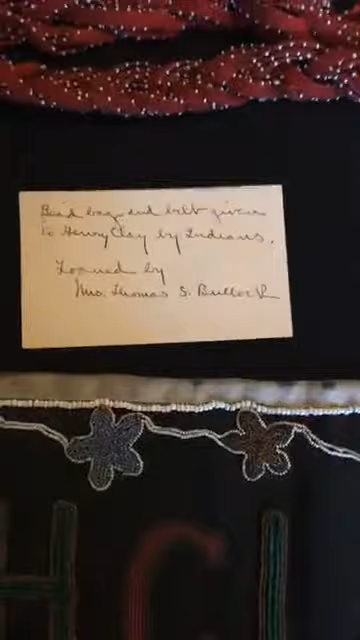 Bead bag and belt given
to Henry Clay by Indians.
Loaned by
Mrs. Thomas S. Bullock
H C